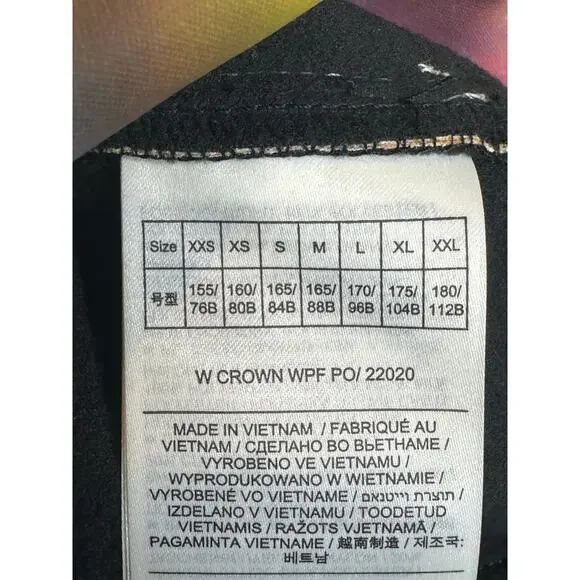 Size XXS XS S M L XL XXL
号型 155/76B 160/80B 165/84B 165/88B 170/96B 175/104B 180/112B
W CROWN WPF PO/ 22020
MADE IN VIETNAM / FABRIQUÉ AU
VIETNAM / СДЕЛАНО ВО ВЬЕТНАМЕ /
VYROBENO VE VIETNAMU /
WYPRODUKOWANO W WIETNAMIE /
VYROBENÉ VO VIETNAME / תוצרת וייטנאם /
IZDELANO V VIETNAMU / TOODETUD
VIETNAMIS / RAŽOTS VJETNAMĀ /
PAGAMINTA VIETNAME / 越南制造 / 제조국:
베트남